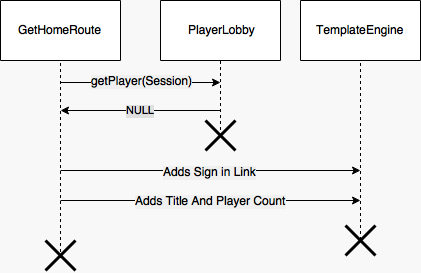 GetHomeRoute
PlayerLobby
TemplateEngine
getPlayer(Session)
NULL
Adds Sign in Link
Adds Title And Player Count